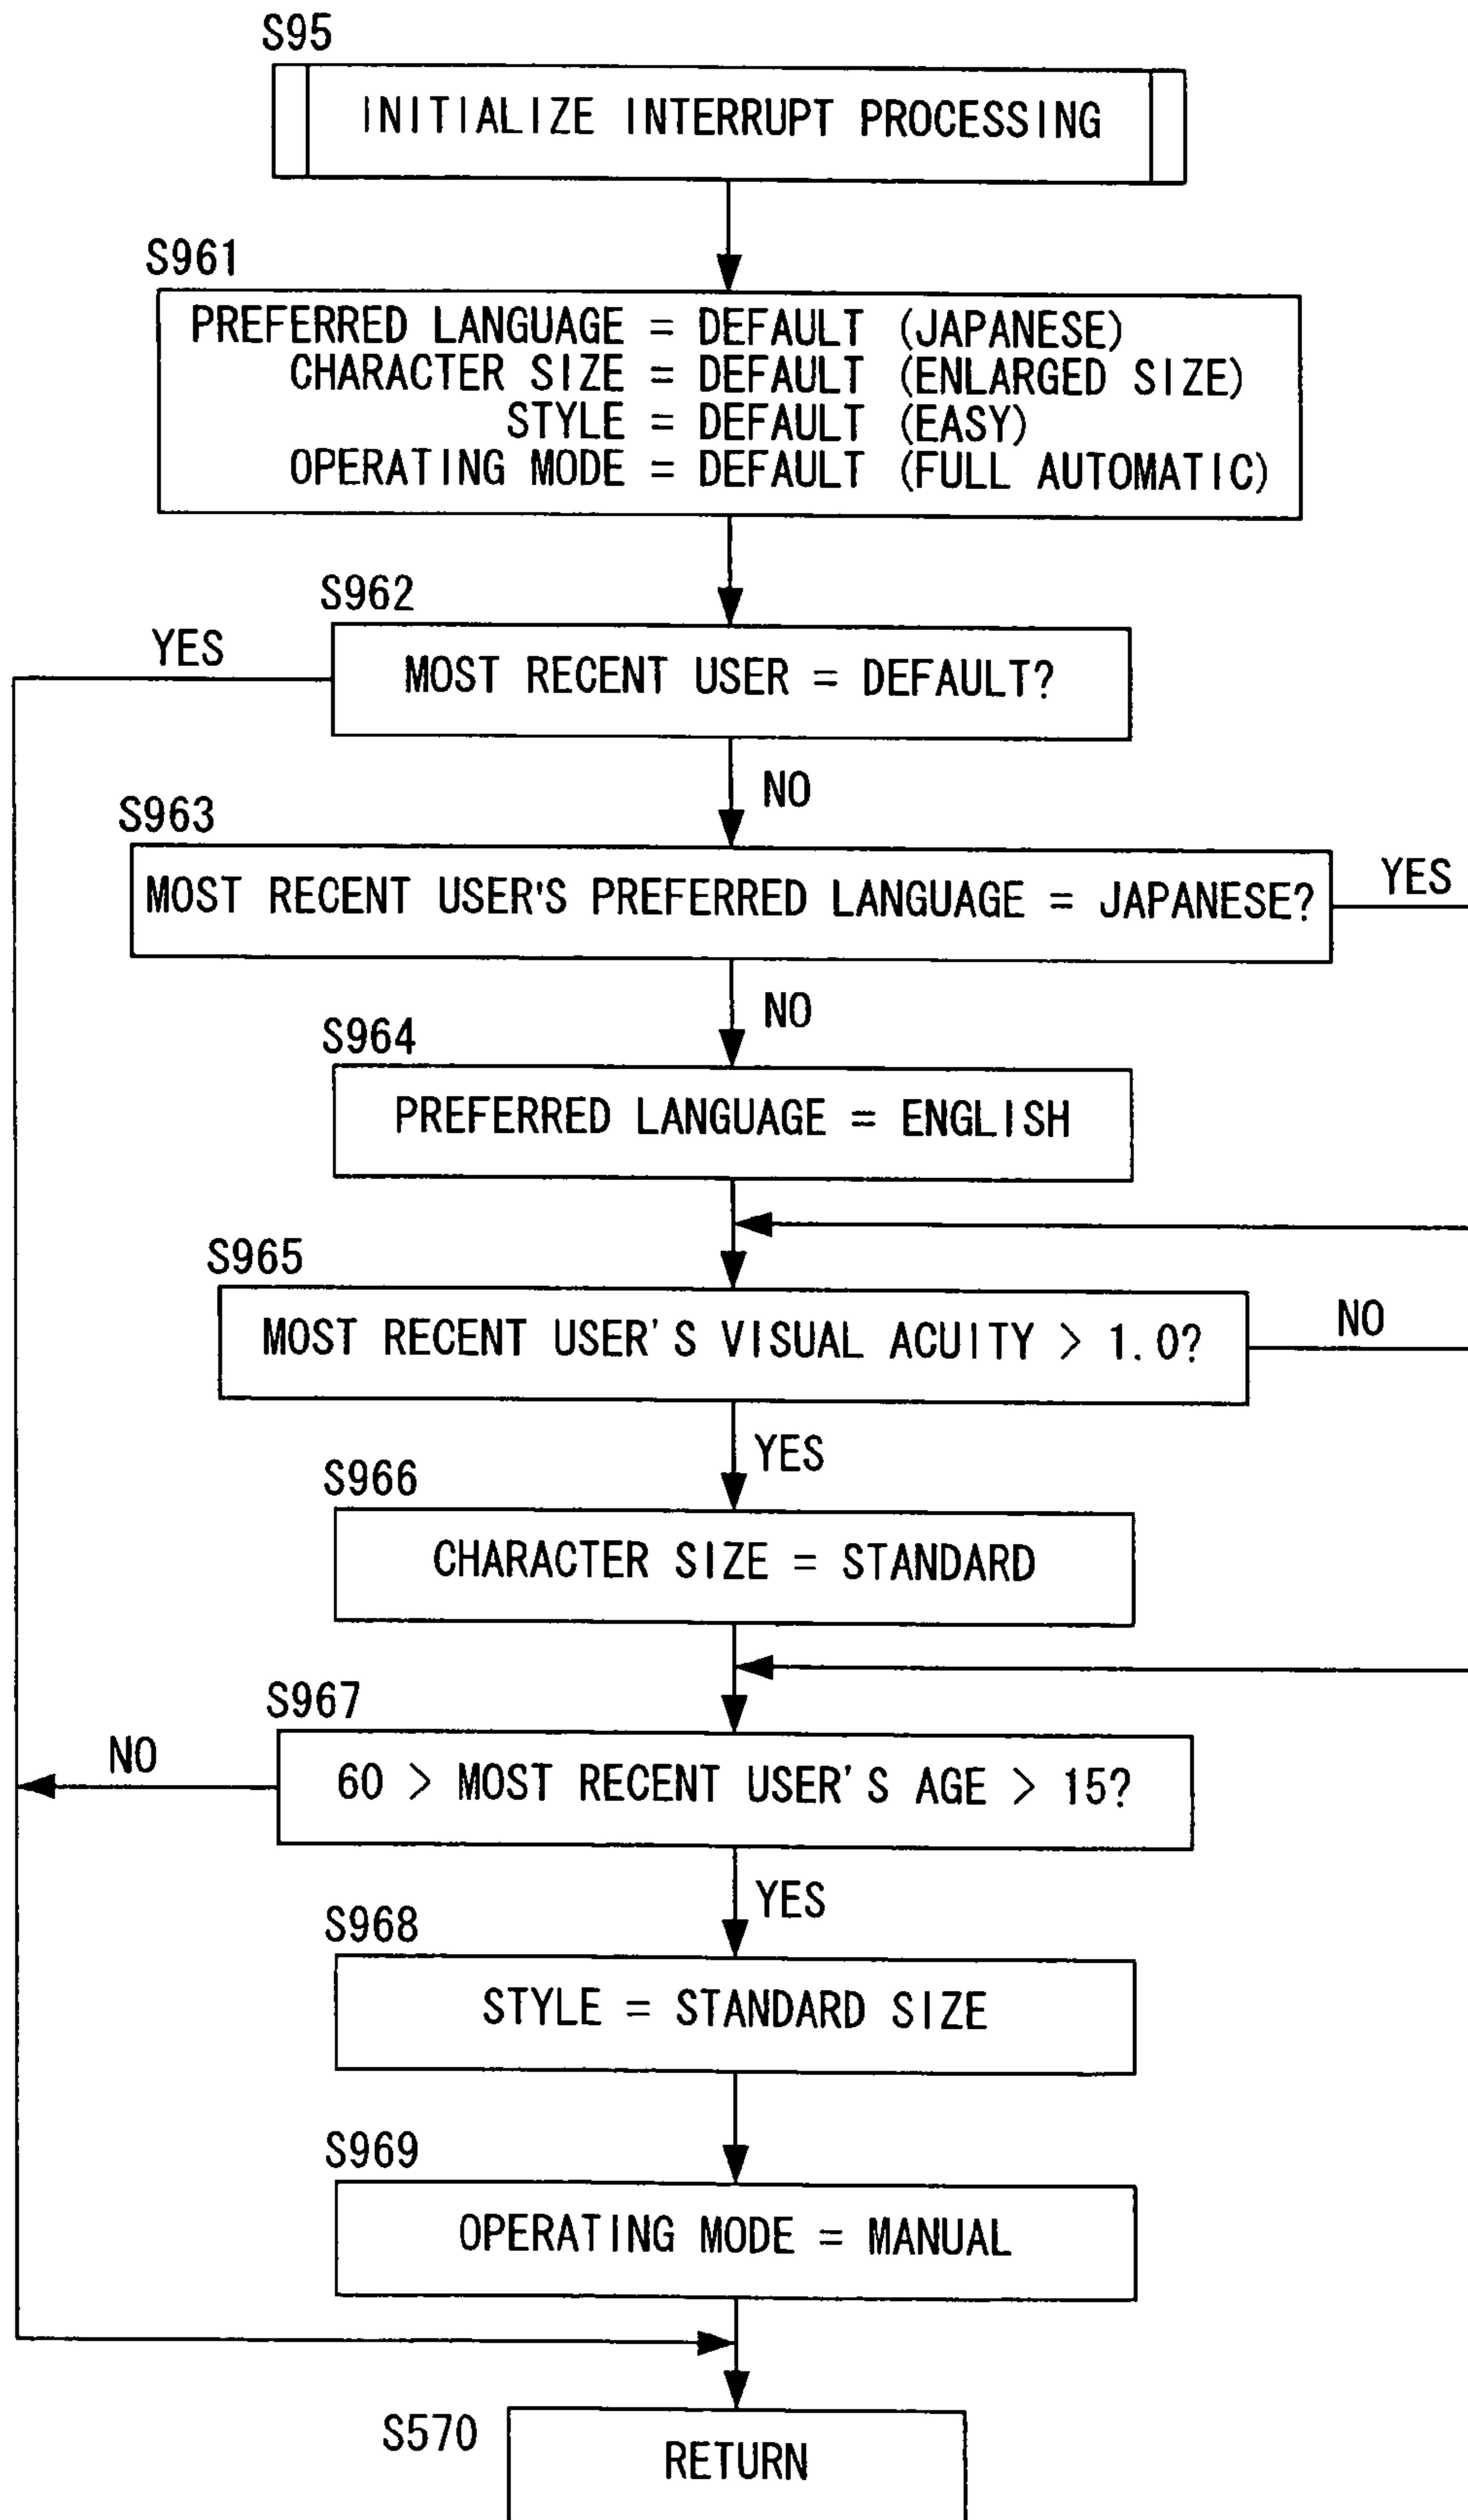 S95
INITIALIZE INTERRUPT PROCESSING
S961
PREFERRED LANGUAGE = DEFAULT (JAPANESE)
CHARACTER SIZE = DEFAULT (ENLARGED SIZE)
STYLE = DEFAULT (EASY)
OPERATING MODE = DEFAULT (FULL AUTOMATIC)
S962
YES
MOST RECENT USER = DEFAULT?
NO
S963
MOST RECENT USER'S PREFERRED LANGUAGE = JAPANESE?
YES
NO
S964
PREFERRED LANGUAGE = ENGLISH
S965
MOST RECENT USER'S VISUAL ACUITY > 1.0?
NO
YES
S966
CHARACTER SIZE = STANDARD
S967
NO
60 > MOST RECENT USER'S AGE > 15?
YES
S968
STYLE = STANDARD SIZE
S969
OPERATING MODE = MANUAL
S570
RETURN